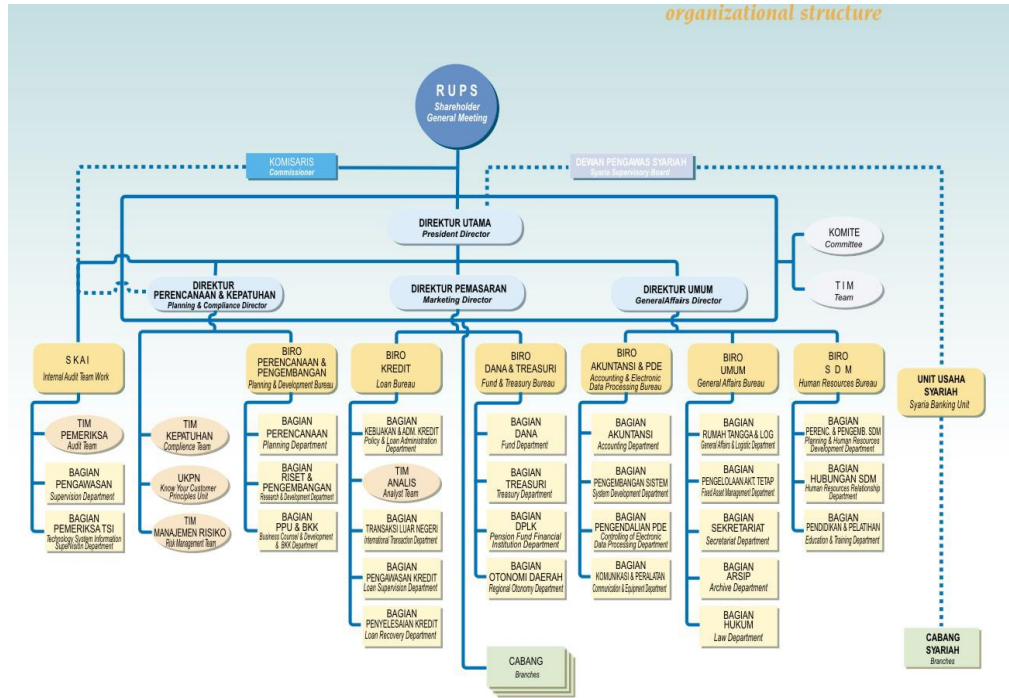 organizational structure
RUPS
Shareholder
General Meeting
KOMISARIS
Commissioner
DEWAN PENGAWAS SYARIAH
Syaria Supervisory Board
DIREKTUR UTAMA
President Director
KOMITE
Committee
TIM
Team
DIREKTUR
PERENCANAAN & KEPATUHAN
Planning & Compliance Director
DIREKTUR PEMASARAN
Marketing Director
DIREKTUR UMUM
GeneralAffairs Director
SKAI
Internal Audit Team Work
BIRO
PERENCANAAN &
PENGEMBANGAN
Planning & Development Bureau
BIRO
KREDIT
Loan Bureau
BIRO
DANA & TREASURI
Fund & Treasury Bureau
BIRO
AKUNTANSI & PDE
Accounting & Electronic
Data Processing Bureau
BIRO
UMUM
General Affairs Bureau
BIRO
S D M
Human Resources Bureau
UNIT USAHA
SYARIAH
Syaria Banking Unit
TIM
PEMERIKSA
Audit Team
BAGIAN
PENGAWASAN
Supervision Department
BAGIAN
PEMERIKSA TSI
Technology System Information
Supervision Department
TIM
KEPATUHAN
Complience Team
UKPN
Know Your Customer
Principles Unit
TIM
MANAJEMEN RISIKO
Risk Management Team
BAGIAN
PERENCANAAN
Planning Department
BAGIAN
RISET &
PENGEMBANGAN
Research & Development Department
BAGIAN
PPU & BKK
Business Counsel & Development
& BKK Department
BAGIAN
KEBIJAKAN & ADM. KREDIT
Policy & Loan Administration
Department
TIM
ANALIS
Analyst Team
BAGIAN
TRANSAKSI LUAR NEGERI
International Transaction Department
BAGIAN
PENGAWASAN KREDIT
Loan Supervision Department
BAGIAN
PENYELESAIAN KREDIT
Loan Recovery Department
BAGIAN
DANA
Fund Department
BAGIAN
TREASURI
Treasury Department
BAGIAN
DPLK
Pension Fund Financial
Institution Department
BAGIAN
OTONOMI DAERAH
Regional Otonomy Department
BAGIAN
AKUNTANSI
Accounting Department
BAGIAN
PENGEMBANGAN SISTEM
System Development Department
BAGIAN
PENGENDALIAN PDE
Controlling of Electronic
Data Processing Department
BAGIAN
KOMUNIKASI & PERALATAN
Communication & Equipment Department
BAGIAN
RUMAH TANGGA & LOG
General Affairs & Logistic Department
BAGIAN
PENGELOLAAN AKT. TETAP
Fixed Asset Management Department
BAGIAN
SEKRETARIAT
Secretariat Department
BAGIAN
ARSIP
Archive Department
BAGIAN
HUKUM
Law Department
BAGIAN
PERENC. & PENGEMB. SDM
Planning & Human Resources
Development Department
BAGIAN
HUBUNGAN SDM
Human Resources Relationship
Department
BAGIAN
PENDIDIKAN & PELATIHAN
Education & Training Department
CABANG
Branches
CABANG
SYARIAH
Branches